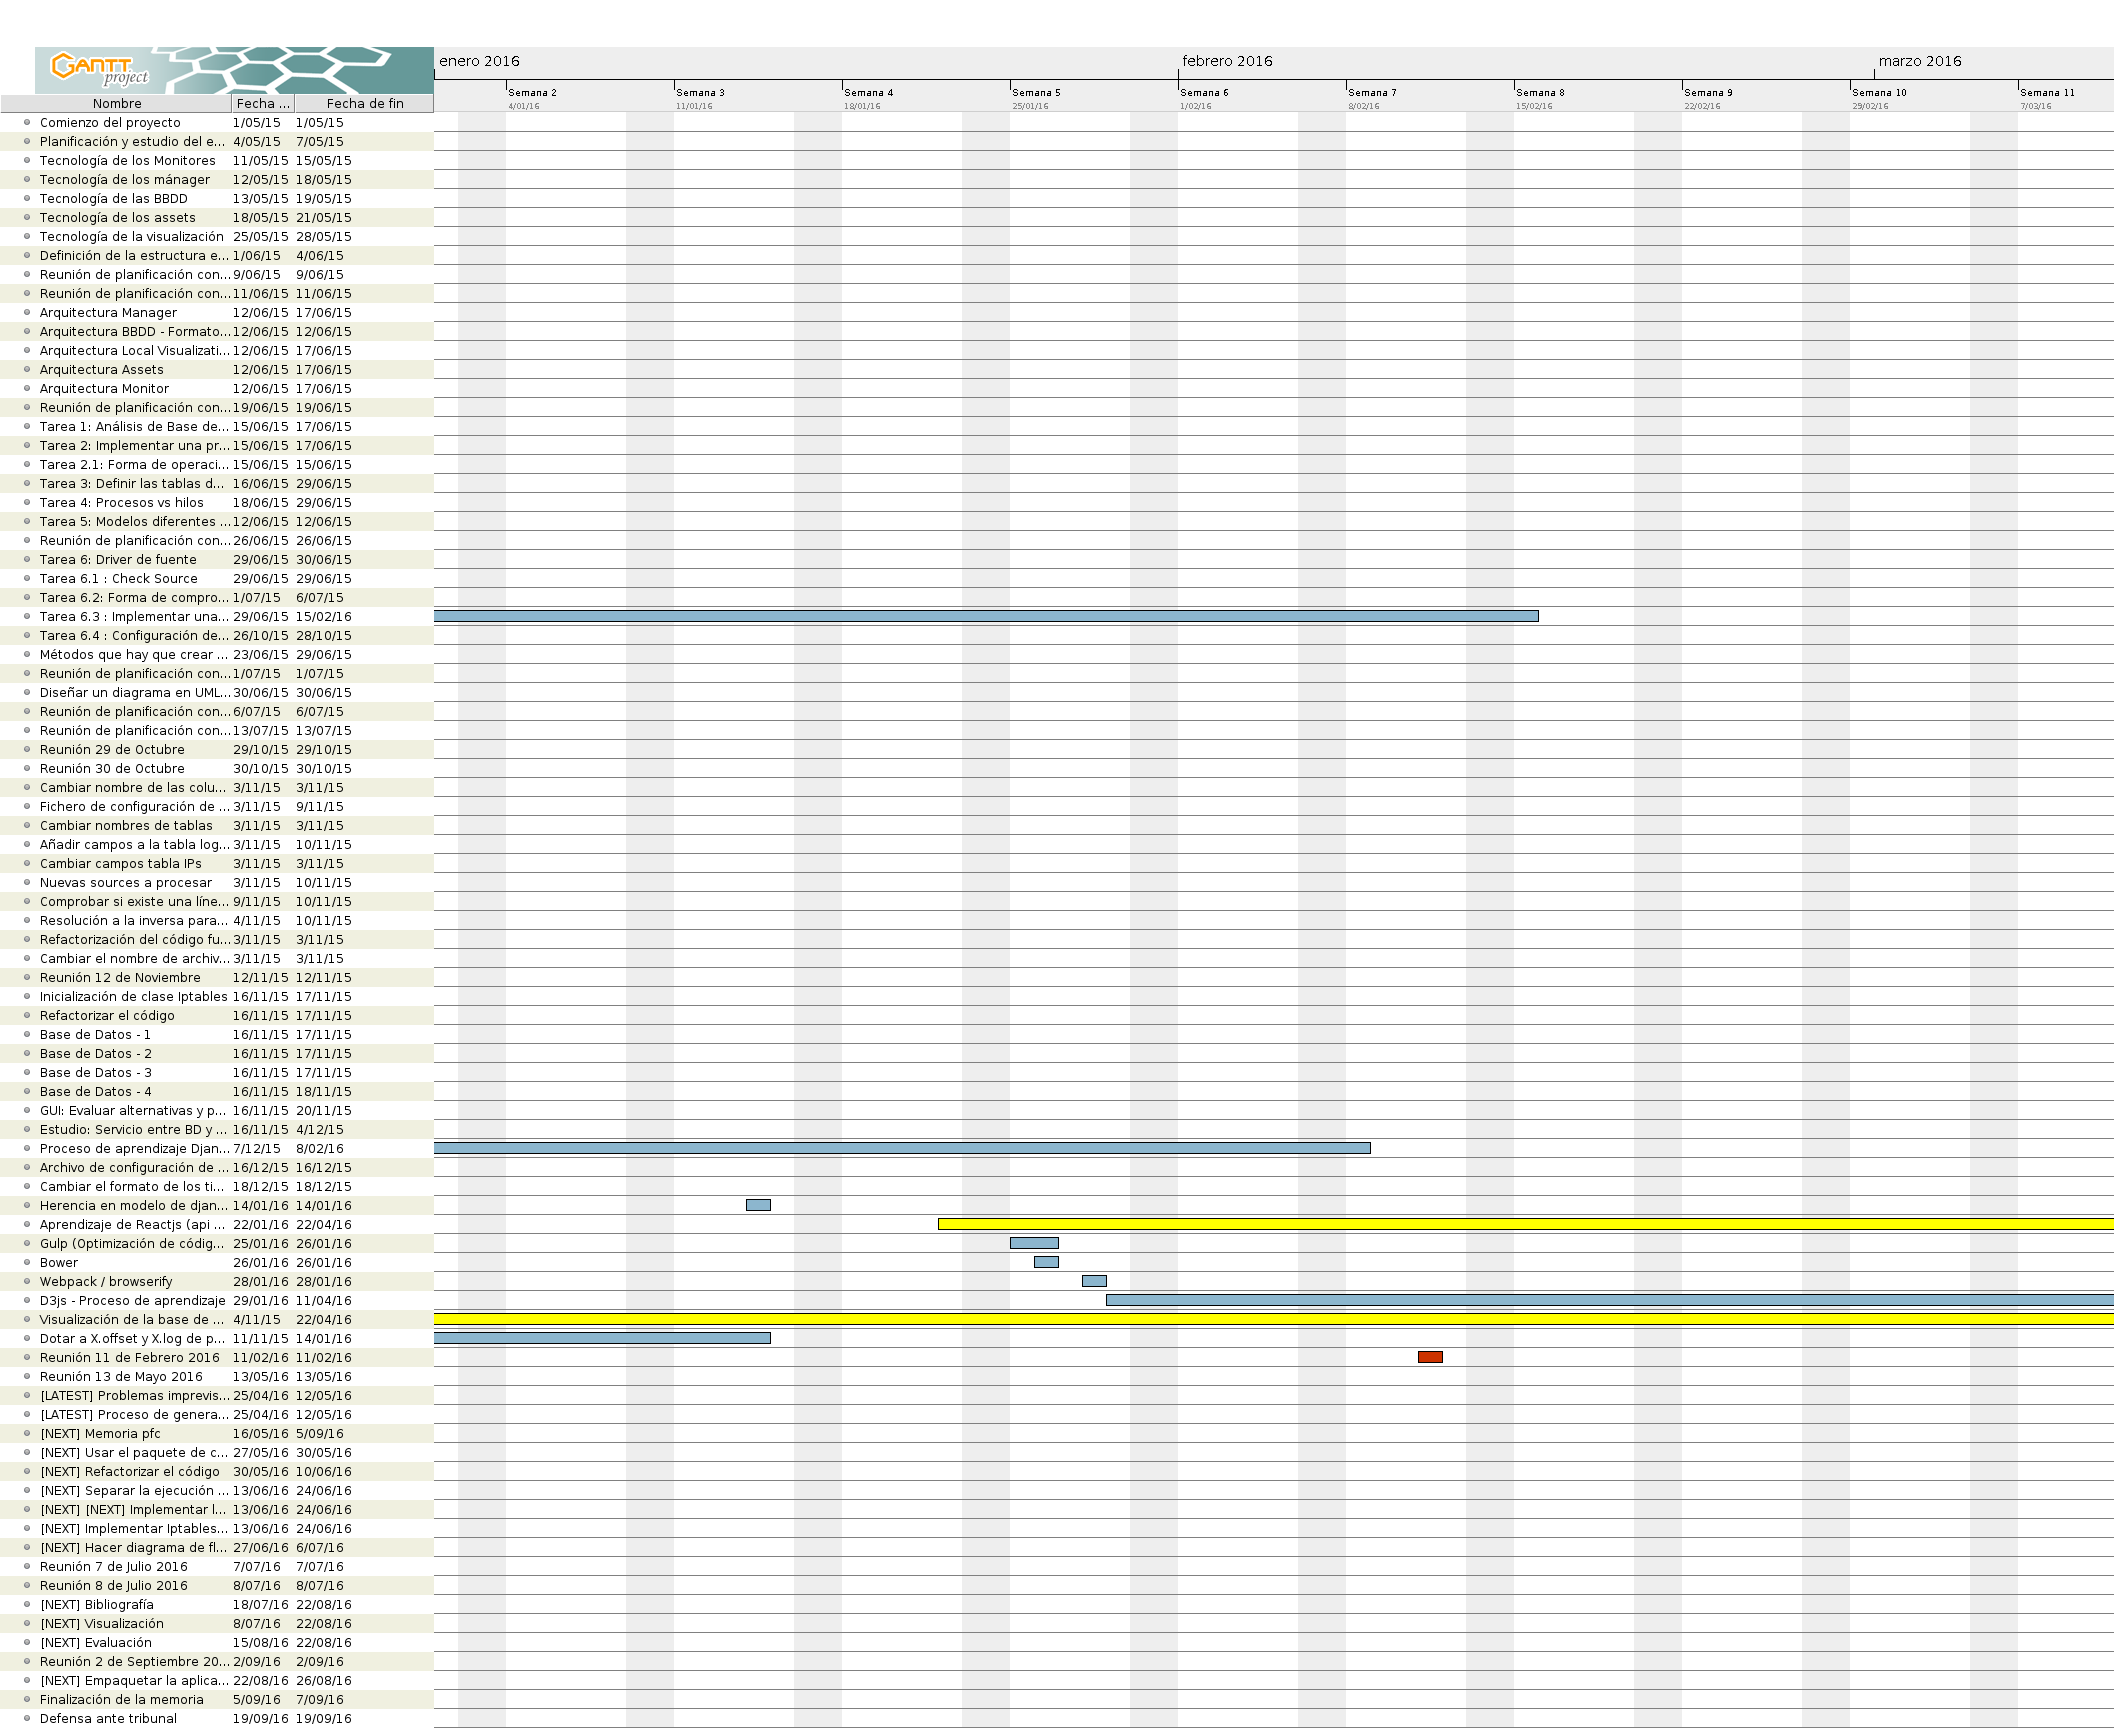 GANTT project
enero 2016 febrero 2016 marzo 2016
Semana 2 Semana 3 Semana 4 Semana 5 Semana 6 Semana 7 Semana 8 Semana 9 Semana 10 Semana 11
4/01/16 11/01/16 18/01/16 25/01/16 1/02/16 8/02/16 15/02/16 22/02/16 29/02/16 7/03/16
Nombre Fecha ... Fecha de fin
Comienzo del proyecto 1/05/15 1/05/15
Planificación y estudio del e... 4/05/15 7/05/15
Tecnología de los Monitores 11/05/15 15/05/15
Tecnología de los mánager 12/05/15 18/05/15
Tecnología de las BBDD 13/05/15 19/05/15
Tecnología de los assets 18/05/15 21/05/15
Tecnología de la visualización 25/05/15 28/05/15
Definición de la estructura e... 1/06/15 4/06/15
Reunión de planificación con... 9/06/15 9/06/15
Reunión de planificación con... 11/06/15 11/06/15
Arquitectura Manager 12/06/15 17/06/15
Arquitectura BBDD - Formato... 12/06/15 12/06/15
Arquitectura Local Visualizati... 12/06/15 17/06/15
Arquitectura Assets 12/06/15 17/06/15
Arquitectura Monitor 12/06/15 17/06/15
Reunión de planificación con... 19/06/15 19/06/15
Tarea 1: Análisis de Base de... 15/06/15 17/06/15
Tarea 2: Implementar una pr... 15/06/15 17/06/15
Tarea 2.1: Forma de operaci... 15/06/15 15/06/15
Tarea 3: Definir las tablas d... 16/06/15 29/06/15
Tarea 4: Procesos vs hilos 18/06/15 29/06/15
Tarea 5: Modelos diferentes ... 12/06/15 12/06/15
Reunión de planificación con... 26/06/15 26/06/15
Tarea 6: Driver de fuente 29/06/15 30/06/15
Tarea 6.1 : Check Source 29/06/15 29/06/15
Tarea 6.2: Forma de compro... 1/07/15 6/07/15
Tarea 6.3 : Implementar una... 29/06/15 15/02/16
Tarea 6.4 : Configuración de... 26/10/15 28/10/15
Métodos que hay que crear ... 23/06/15 29/06/15
Reunión de planificación con... 1/07/15 1/07/15
Diseñar un diagrama en UML... 30/06/15 30/06/15
Reunión de planificación con... 6/07/15 6/07/15
Reunión de planificación con... 13/07/15 13/07/15
Reunión 29 de Octubre 29/10/15 29/10/15
Reunión 30 de Octubre 30/10/15 30/10/15
Cambiar nombre de las colu... 3/11/15 3/11/15
Fichero de configuración de ... 3/11/15 9/11/15
Cambiar nombres de tablas 3/11/15 3/11/15
Añadir campos a la tabla log... 3/11/15 10/11/15
Cambiar campos tabla IPs 3/11/15 3/11/15
Nuevas sources a procesar 3/11/15 10/11/15
Comprobar si existe una líne... 9/11/15 10/11/15
Resolución a la inversa para... 4/11/15 10/11/15
Refactorización del código fu... 3/11/15 3/11/15
Cambiar el nombre de archiv... 3/11/15 3/11/15
Reunión 12 de Noviembre 12/11/15 12/11/15
Inicialización de clase Iptables 16/11/15 17/11/15
Refactorizar el código 16/11/15 17/11/15
Base de Datos - 1 16/11/15 17/11/15
Base de Datos - 2 16/11/15 17/11/15
Base de Datos - 3 16/11/15 17/11/15
Base de Datos - 4 16/11/15 18/11/15
GUI: Evaluar alternativas y p... 16/11/15 20/11/15
Estudio: Servicio entre BD y ... 16/11/15 4/12/15
Proceso de aprendizaje Djan... 7/12/15 8/02/16
Archivo de configuración de ... 16/12/15 16/12/15
Cambiar el formato de los ti... 18/12/15 18/12/15
Herencia en modelo de djan... 14/01/16 14/01/16
Aprendizaje de Reactjs (api ... 22/01/16 22/04/16
Gulp (Optimización de códig... 25/01/16 26/01/16
Bower 26/01/16 26/01/16
Webpack / browserify 28/01/16 28/01/16
D3js - Proceso de aprendizaje 29/01/16 11/04/16
Visualización de la base de ... 4/11/15 22/04/16
Dotar a X.offset y X.log de p... 11/11/15 14/01/16
Reunión 11 de Febrero 2016 11/02/16 11/02/16
Reunión 13 de Mayo 2016 13/05/16 13/05/16
[LATEST] Problemas imprevis... 25/04/16 12/05/16
[LATEST] Proceso de genera... 25/04/16 12/05/16
[NEXT] Memoria pfc 16/05/16 5/09/16
[NEXT] Usar el paquete de c... 27/05/16 30/05/16
[NEXT] Refactorizar el código 30/05/16 10/06/16
[NEXT] Separar la ejecución ... 13/06/16 24/06/16
[NEXT] [NEXT] Implementar l... 13/06/16 24/06/16
[NEXT] Implementar Iptables... 13/06/16 24/06/16
[NEXT] Hacer diagrama de fl... 27/06/16 6/07/16
Reunión 7 de Julio 2016 7/07/16 7/07/16
Reunión 8 de Julio 2016 8/07/16 8/07/16
[NEXT] Bibliografía 18/07/16 22/08/16
[NEXT] Visualización 8/07/16 22/08/16
[NEXT] Evaluación 15/08/16 22/08/16
Reunión 2 de Septiembre 20... 2/09/16 2/09/16
[NEXT] Empaquetar la aplica... 22/08/16 26/08/16
Finalización de la memoria 5/09/16 7/09/16
Defensa ante tribunal 19/09/16 19/09/16